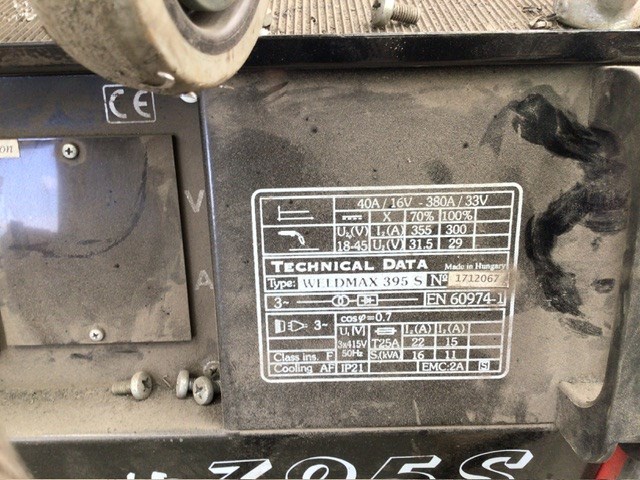 CE
on
V
A
40A / 16V - 380A / 33V
X 70% 100%
U₀(V) I₂(A) 355 300
18-45 U₂(V) 31,5 29
TECHNICAL DATA Made in Hungary
Type: WELDMAX 395 S Nº 1712067
3~ EN 60974-1
cosφ=0.7
3~ U₁[V] I₁(A) I₁(A)
3x415V T25A 22 15
50Hz S₁(kVA) 16 11
Class ins. F
Cooling AF IP21 EMC:2A S
395S